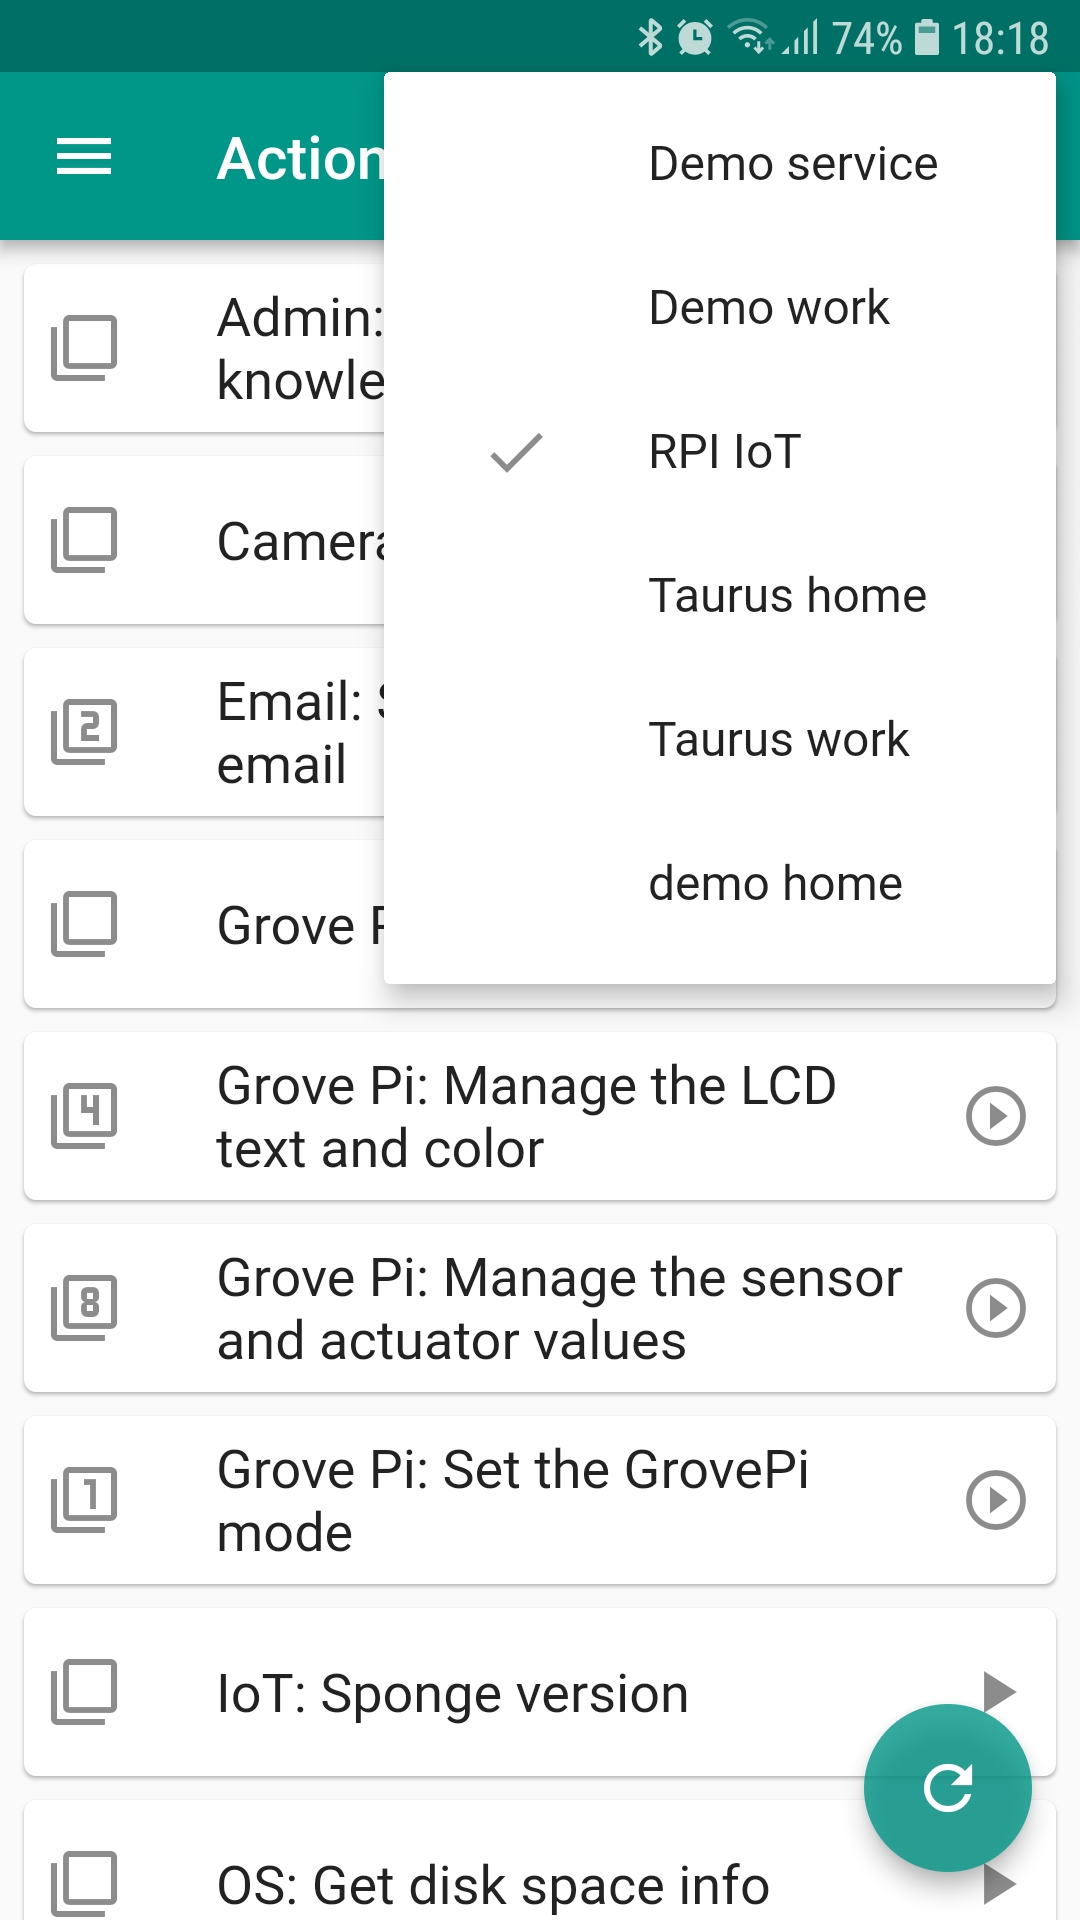 74% 18:18
Action
Demo service
Demo work
RPI IoT
Taurus home
Taurus work
demo home
Admin:
knowle
Camera
Email:
email
2
Grove
Grove Pi: Manage the LCD
text and color
4
Grove Pi: Manage the sensor
and actuator values
8
Grove Pi: Set the GrovePi
mode
1
IoT: Sponge version
OS: Get disk space info